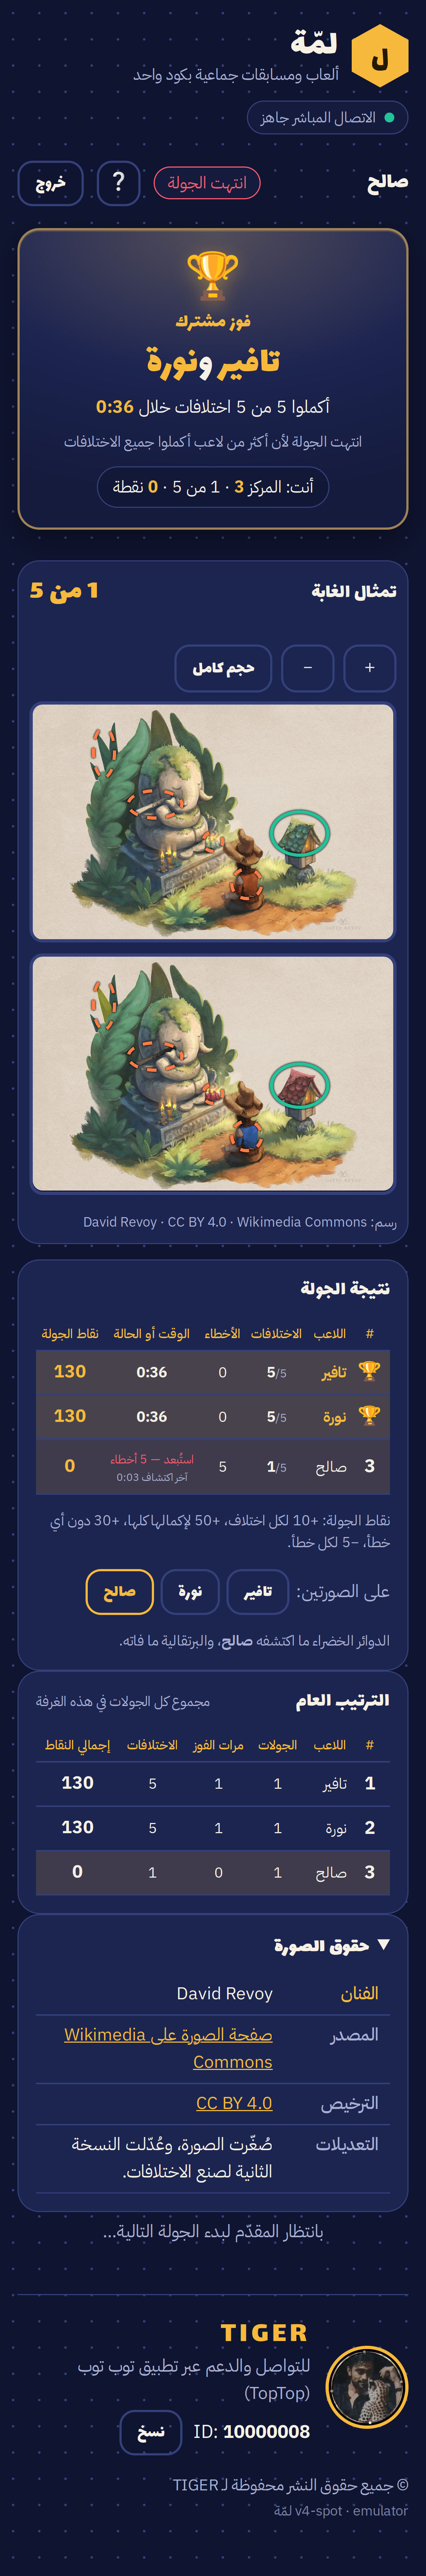 ل
لمّة
ألعاب ومسابقات جماعية بكود واحد
الاتصال المباشر جاهز
صالح
انتهت الجولة
?
خروج
فوز مشترك
تافير ونورة
أكملوا 5 من 5 اختلافات خلال 0:36
انتهت الجولة لأن أكثر من لاعب أكملوا جميع الاختلافات
أنت: المركز 3 · 1 من 5 · 0 نقطة
تمثال الغابة
1 من 5
+
−
حجم كامل
رسم: David Revoy · CC BY 4.0 · Wikimedia Commons
نتيجة الجولة
# اللاعب الاختلافات الأخطاء الوقت أو الحالة نقاط الجولة
تافير 5/5 0 0:36 130
نورة 5/5 0 0:36 130
3 صالح 1/5 5 استُبعد — 5 أخطاء 0
آخر اكتشاف 0:03
نقاط الجولة: +10 لكل اختلاف، +50 لإكمالها كلها، +30 دون أي
خطأ، −5 لكل خطأ.
على الصورتين: تافير نورة صالح
الدوائر الخضراء ما اكتشفه صالح، والبرتقالية ما فاته.
الترتيب العام
مجموع كل الجولات في هذه الغرفة
# اللاعب الجولات مرات الفوز الاختلافات إجمالي النقاط
1 تافير 1 1 5 130
2 نورة 1 1 5 130
3 صالح 1 0 1 0
▼ حقوق الصورة
الفنان David Revoy
المصدر صفحة الصورة على Wikimedia
Commons
الترخيص CC BY 4.0
التعديلات صُغّرت الصورة، وعُدّلت النسخة
الثانية لصنع الاختلافات.
بانتظار المقدّم لبدء الجولة التالية...
TIGER
للتواصل والدعم عبر تطبيق توب توب
(TopTop)
ID: 10000008
نسخ
© جميع حقوق النشر محفوظة لـ TIGER
لمّة v4-spot · emulator